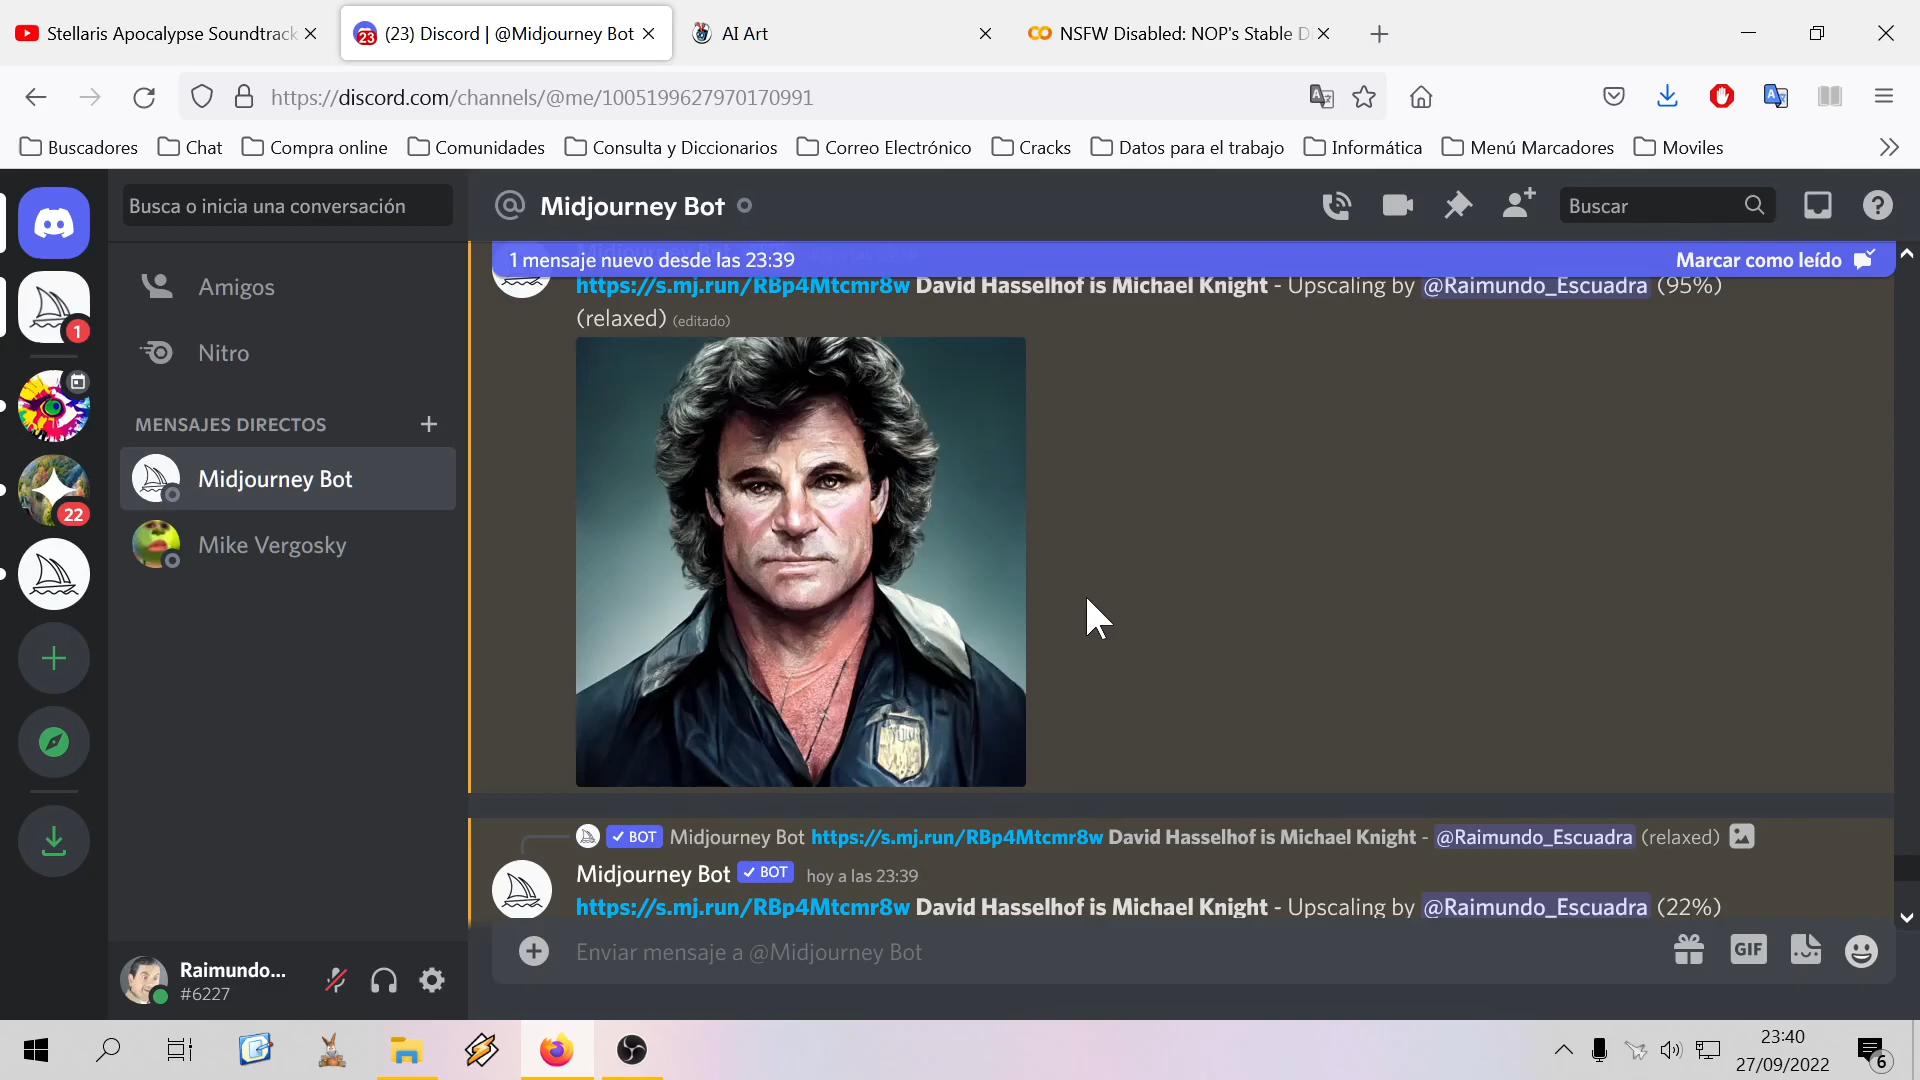 Stellaris Apocalypse Soundtrack
(23) Discord | @Midjourney Bot
AI Art
NSFW Disabled: NOP's Stable D
https://discord.com/channels/@me/1005199627970170991
Buscadores
Chat
Compra online
Comunidades
Consulta y Diccionarios
Correo Electrónico
Cracks
Datos para el trabajo
Informática
Menú Marcadores
Moviles
Busca o inicia una conversación
Midjourney Bot
Buscar
1 mensaje nuevo desde las 23:39
Marcar como leído
https://s.mj.run/RBp4Mtcmr8w David Hasselhof is Michael Knight - Upscaling by @Raimundo_Escuadra (95%)
(relaxed) (editado)
Amigos
1
Nitro
MENSAJES DIRECTOS
Midjourney Bot
22
Mike Vergosky
BOT Midjourney Bot https://s.mj.run/RBp4Mtcmr8w David Hasselhof is Michael Knight - @Raimundo_Escuadra (relaxed)
Midjourney Bot BOT hoy a las 23:39
https://s.mj.run/RBp4Mtcmr8w David Hasselhof is Michael Knight - Upscaling by @Raimundo_Escuadra (22%)
Enviar mensaje a @Midjourney Bot
GIF
Raimundo...
#6227
23:40
27/09/2022
6